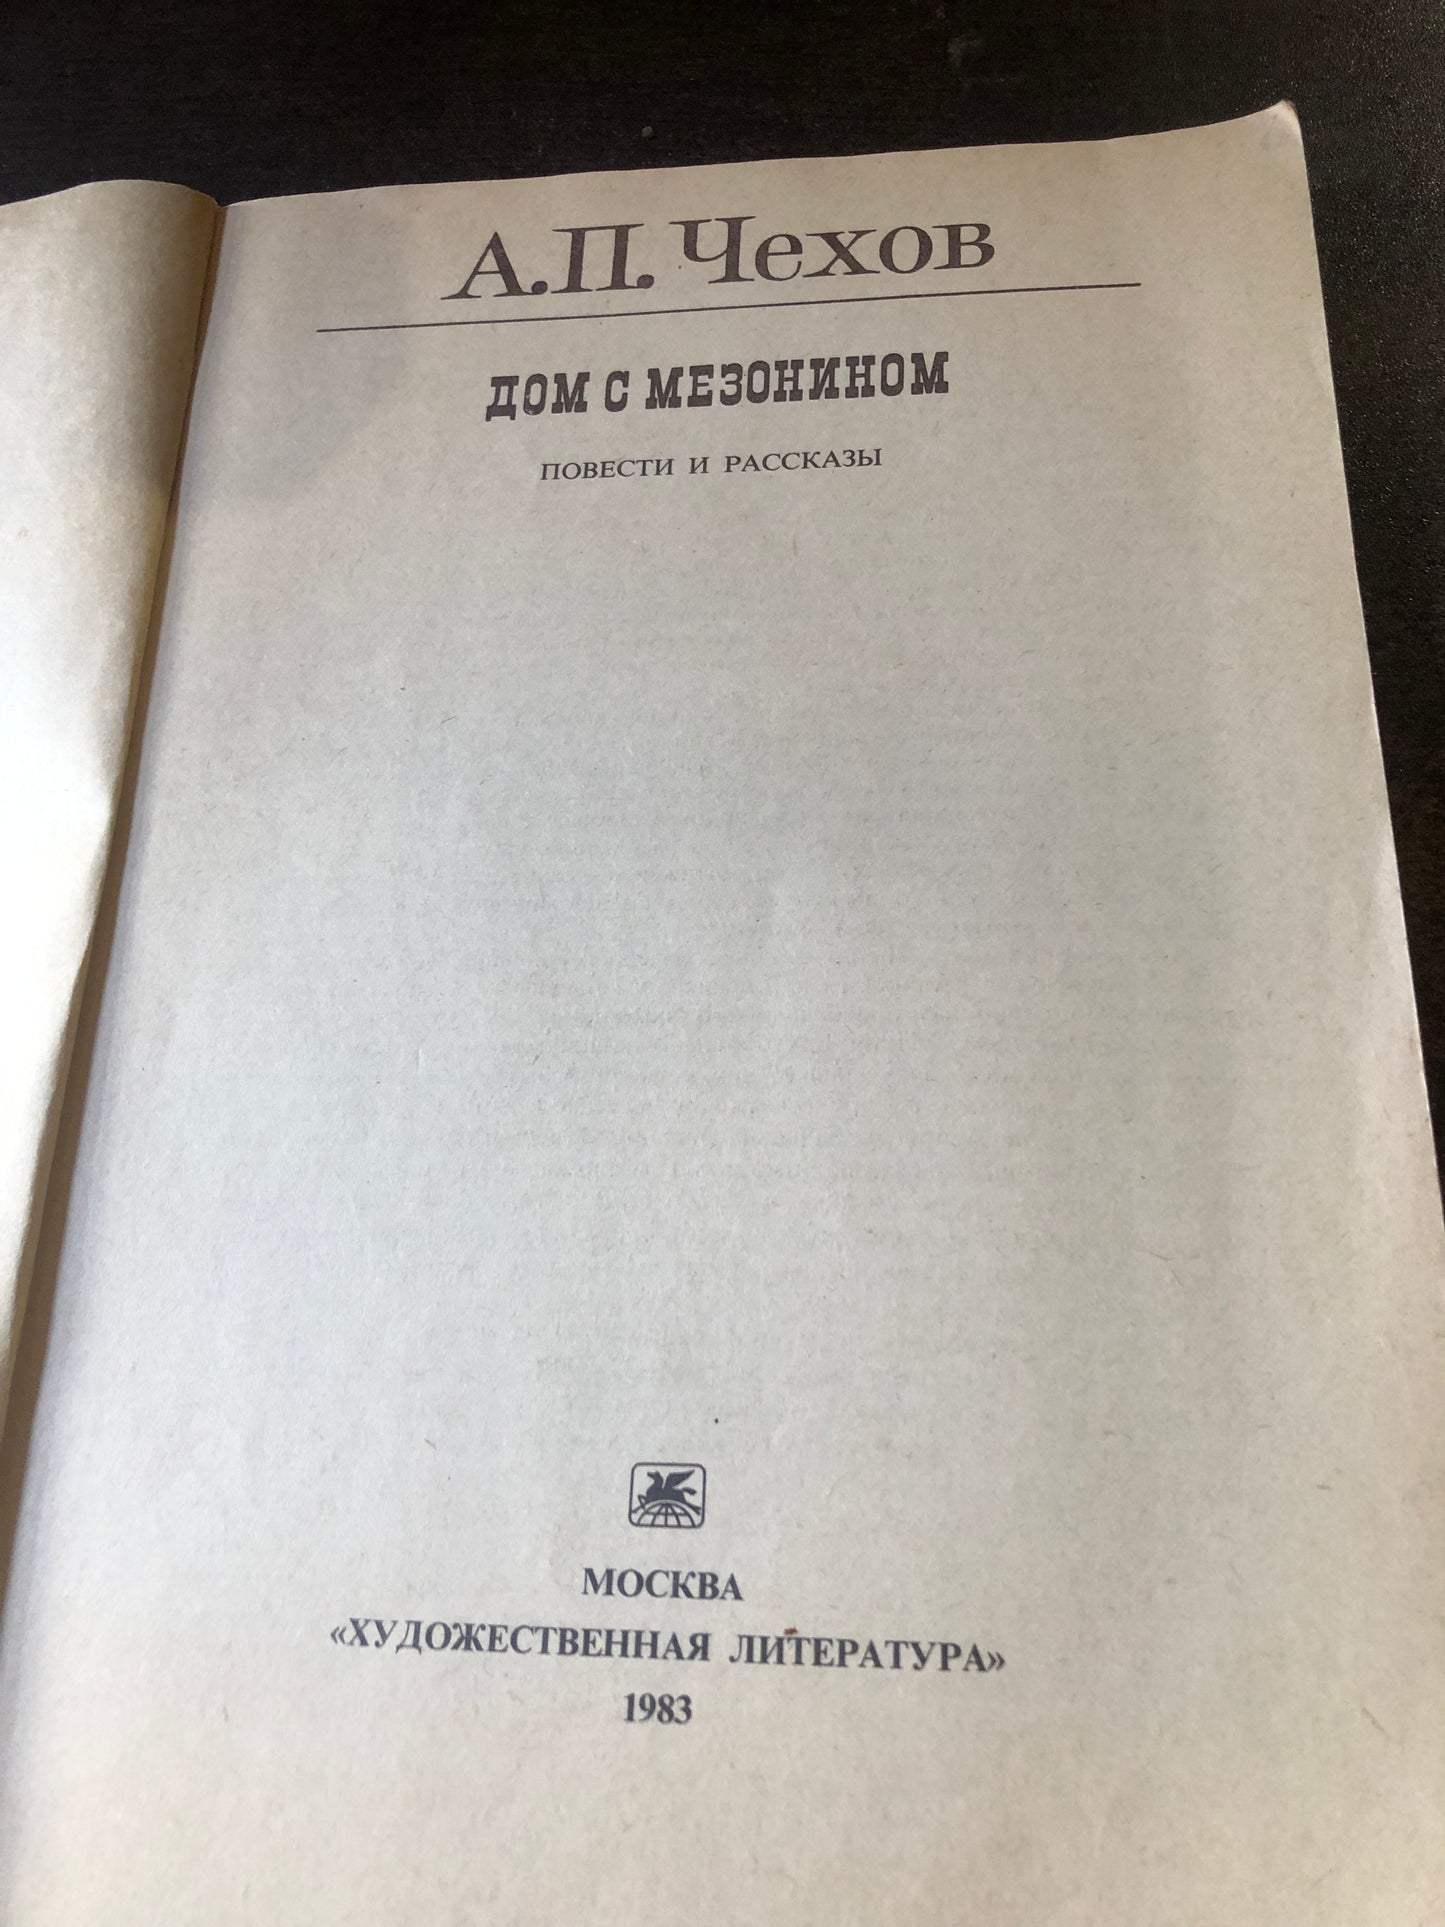 А.П. Чехов
ДОМ С МЕЗОНИНОМ
ПОВЕСТИ И РАССКАЗЫ
МОСКВА
«ХУДОЖЕСТВЕННАЯ ЛИТЕРАТУРА»
1983